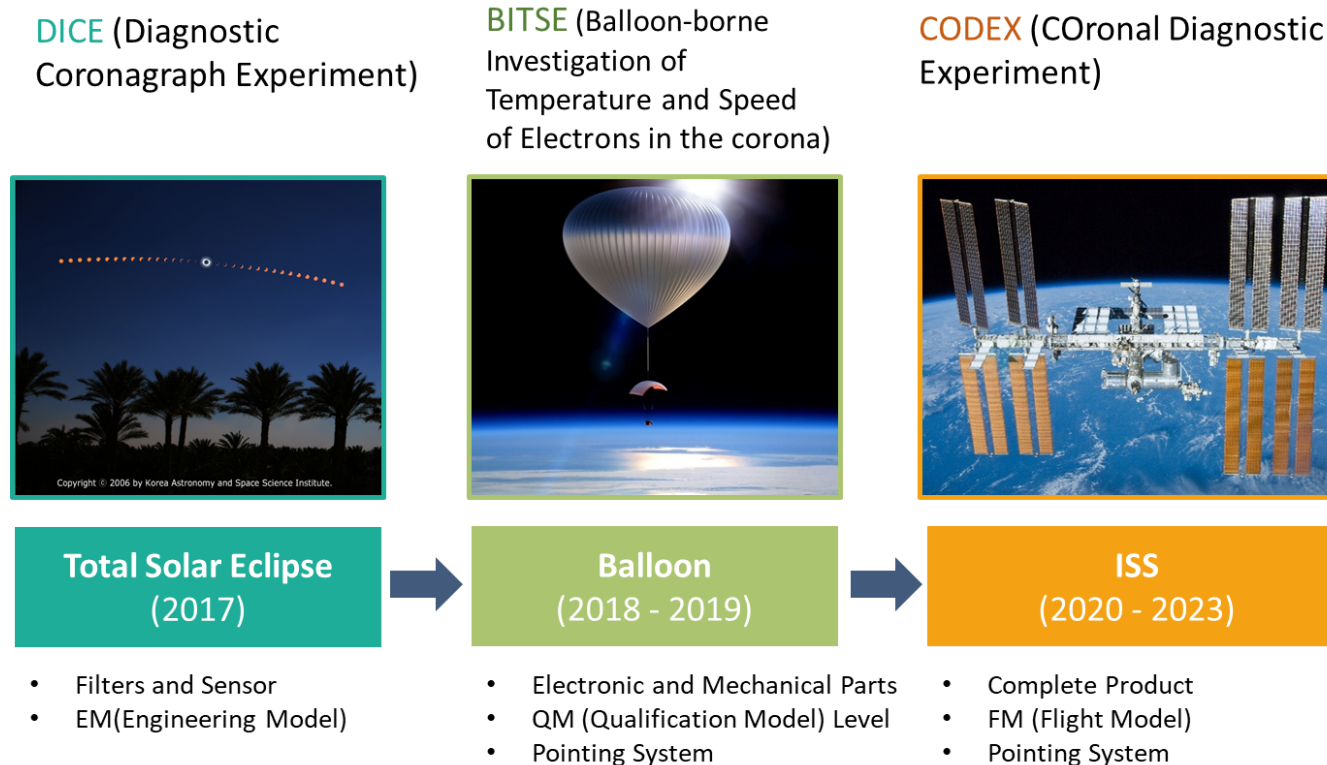 DICE (Diagnostic
Coronagraph Experiment)
BITSE (Balloon-borne
Investigation of
Temperature and Speed
of Electrons in the corona)
CODEX (COronal Diagnostic
Experiment)
Copyright © 2006 by Korea Astronomy and Space Science Institute.
Total Solar Eclipse
(2017)
Balloon
(2018 - 2019)
ISS
(2020 - 2023)
• Filters and Sensor
• EM(Engineering Model)
• Electronic and Mechanical Parts
• QM (Qualification Model) Level
• Pointing System
• Complete Product
• FM (Flight Model)
• Pointing System